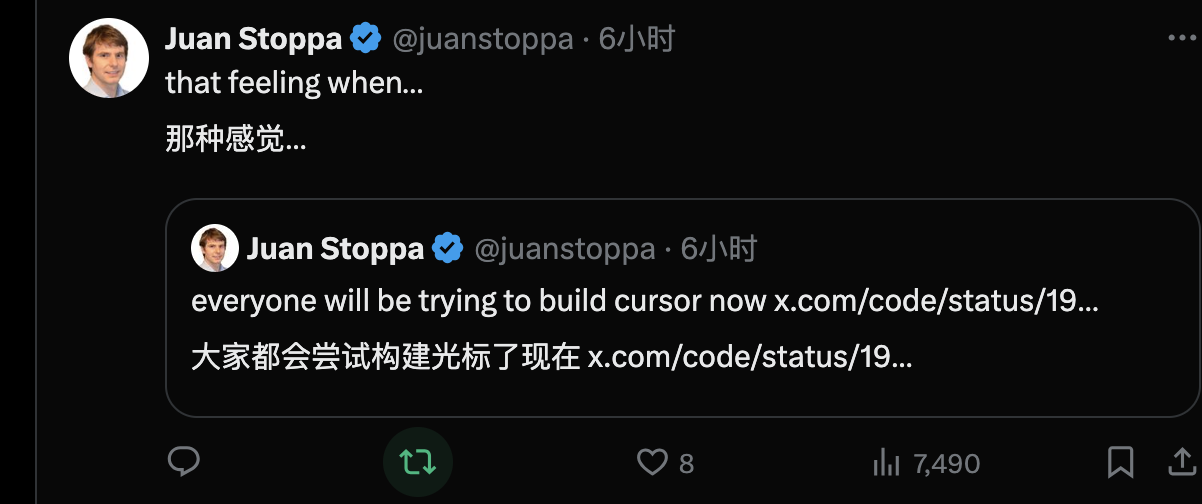 Juan Stoppa @juanstoppa · 6小时
that feeling when...
那种感觉...
Juan Stoppa @juanstoppa · 6小时
everyone will be trying to build cursor now x.com/code/status/19...
大家都会尝试构建光标了现在 x.com/code/status/19...
8 7,490